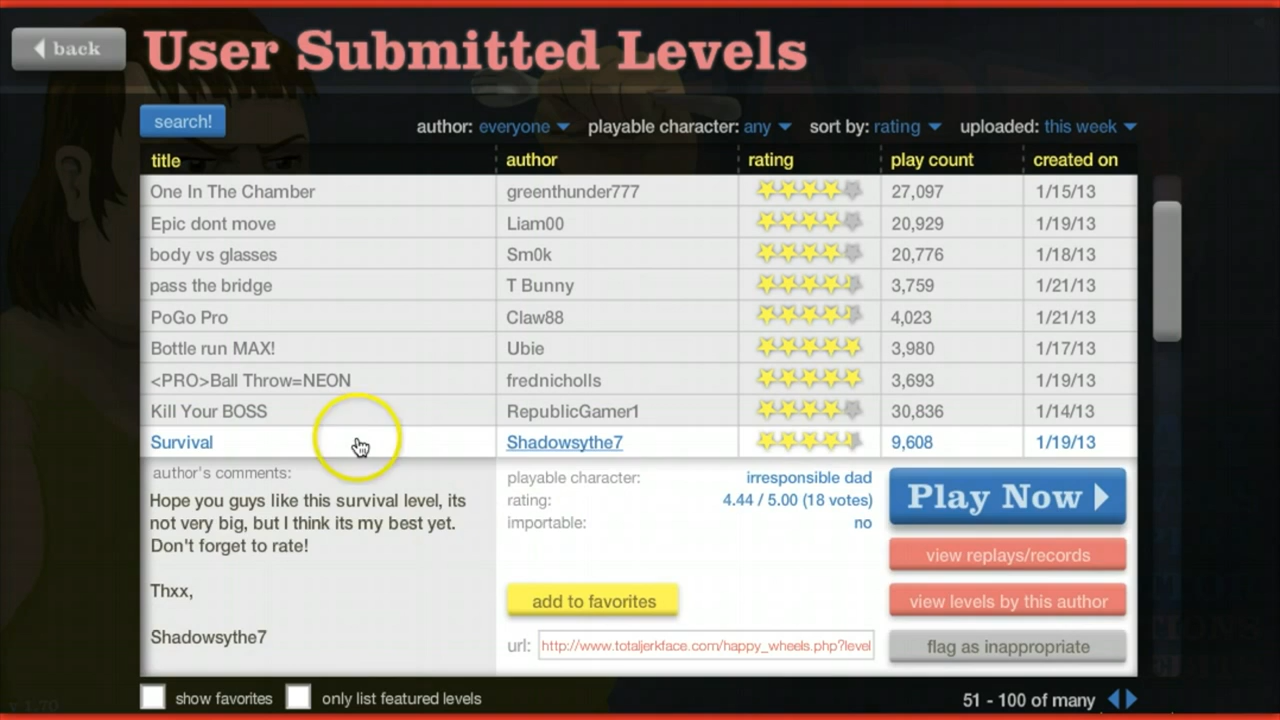 back
User Submitted Levels
search!
author: everyone playable character: any sort by: rating uploaded: this week
title author rating play count created on
One In The Chamber greenthunder777 27,097 1/15/13
Epic dont move Liam00 20,929 1/19/13
body vs glasses Sm0k 20,776 1/18/13
pass the bridge T Bunny 3,759 1/21/13
PoGo Pro Claw88 4,023 1/21/13
Bottle run MAX! Ubie 3,980 1/17/13
<PRO>Ball Throw=NEON frednicholls 3,693 1/19/13
Kill Your BOSS RepublicGamer1 30,836 1/14/13
Survival Shadowsythe7 9,608 1/19/13
author's comments:
Hope you guys like this survival level, its
not very big, but I think its my best yet.
Don't forget to rate!
Thxx,
Shadowsythe7
playable character: irresponsible dad
rating: 4.44 / 5.00 (18 votes)
importable: no
add to favorites
url: http://www.totaljerkface.com/happy_wheels.php?level
Play Now
view replays/records
view levels by this author
flag as inappropriate
show favorites only list featured levels
51 - 100 of many
v 1.70